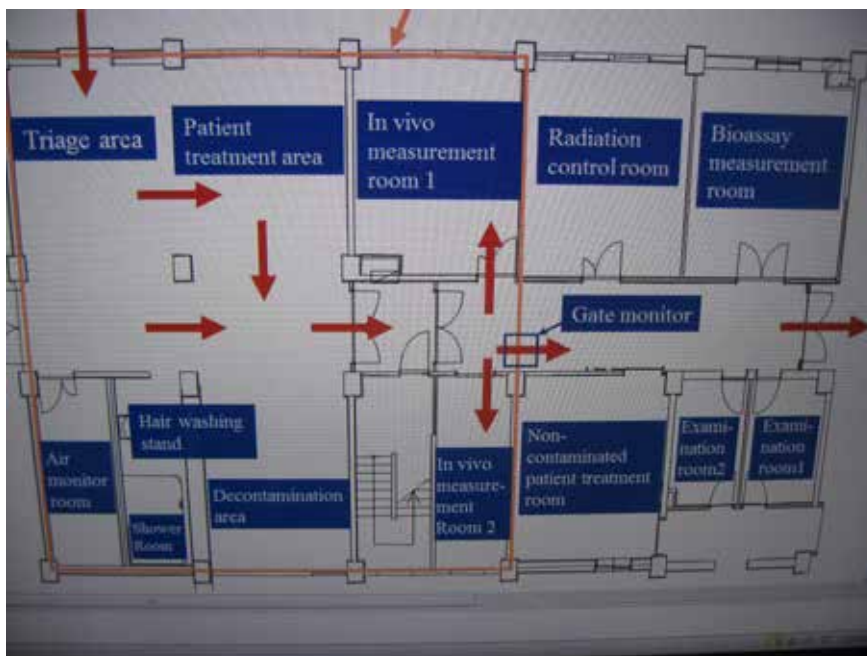 Triage area
Patient
treatment area
In vivo
measurement
room 1
Radiation
control room
Bioassay
measurement
room
Gate monitor
Hair washing
stand
Air
monitor
room
Shower
Room
Decontamination
area
In vivo
measure-
ment
Room 2
Non-
contaminated
patient treatment
room
Exami-
nation
room2
Exami-
nation
room1